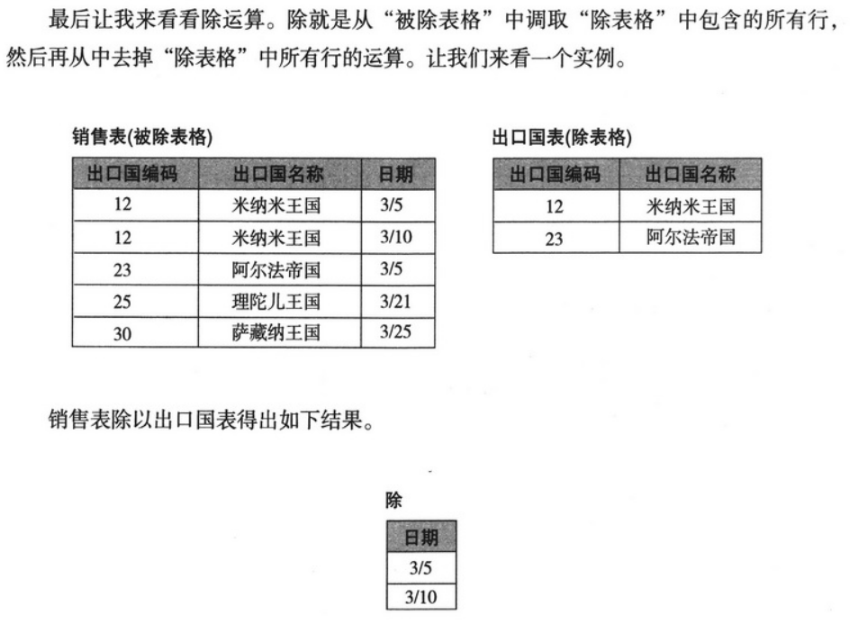 最后让我来看看除运算。除就是从“被除表格”中调取“除表格”中包含的所有行，
然后再从中去掉“除表格”中所有行的运算。让我们来看一个实例。
销售表(被除表格)
出口国编码 出口国名称 日期
12 米纳米王国 3/5
12 米纳米王国 3/10
23 阿尔法帝国 3/5
25 理陀儿王国 3/21
30 萨藏纳王国 3/25
出口国表(除表格)
出口国编码 出口国名称
12 米纳米王国
23 阿尔法帝国
销售表除以出口国表得出如下结果。
除
日期
3/5
3/10